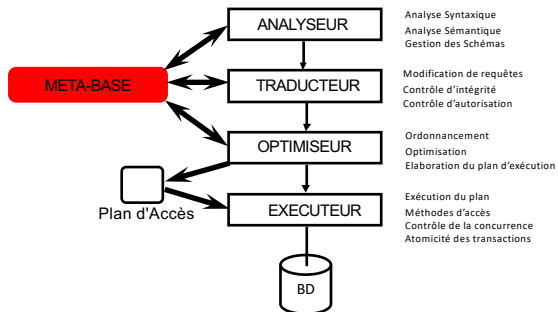 ANALYSEUR
Analyse Syntaxique
Analyse Sémantique
Gestion des Schémas
META-BASE
TRADUCTEUR
Modification de requêtes
Contrôle d'intégrité
Contrôle d'autorisation
OPTIMISEUR
Ordonnancement
Optimisation
Elaboration du plan d'exécution
Plan d'Accès
EXECUTEUR
Exécution du plan
Méthodes d'accès
Contrôle de la concurrence
Atomicité des transactions
BD